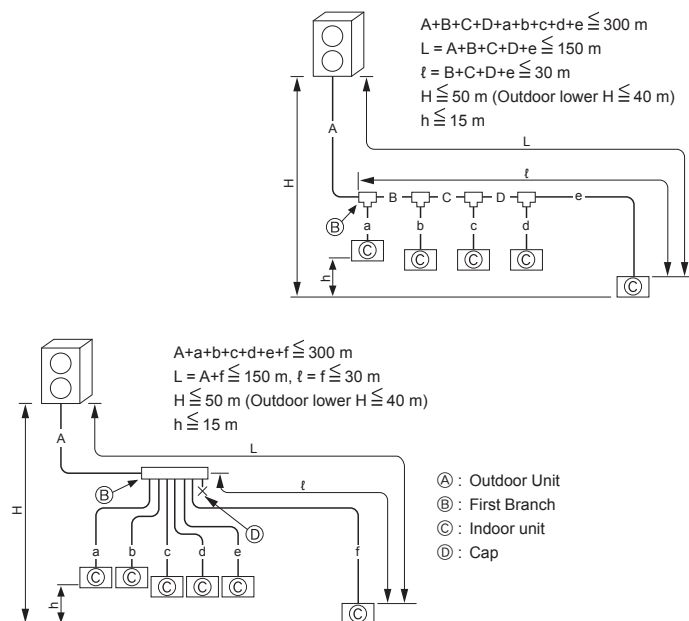 A+B+C+D+a+b+c+d+e ≦ 300 m
L = A+B+C+D+e ≦ 150 m
ℓ = B+C+D+e ≦ 30 m
H ≦ 50 m (Outdoor lower H ≦ 40 m)
h ≦ 15 m
A
L
H
ℓ
B
C
D
e
Ⓑ
a
b
c
d
Ⓒ
Ⓒ
Ⓒ
Ⓒ
h
Ⓒ
A+a+b+c+d+e+f ≦ 300 m
L = A+f ≦ 150 m, ℓ = f ≦ 30 m
H ≦ 50 m (Outdoor lower H ≦ 40 m)
h ≦ 15 m
A
L
H
Ⓑ
ℓ
Ⓓ
a
b
c
d
e
f
Ⓒ
Ⓒ
Ⓒ
Ⓒ
Ⓒ
h
Ⓒ
Ⓐ : Outdoor Unit
Ⓑ : First Branch
Ⓒ : Indoor unit
Ⓓ : Cap